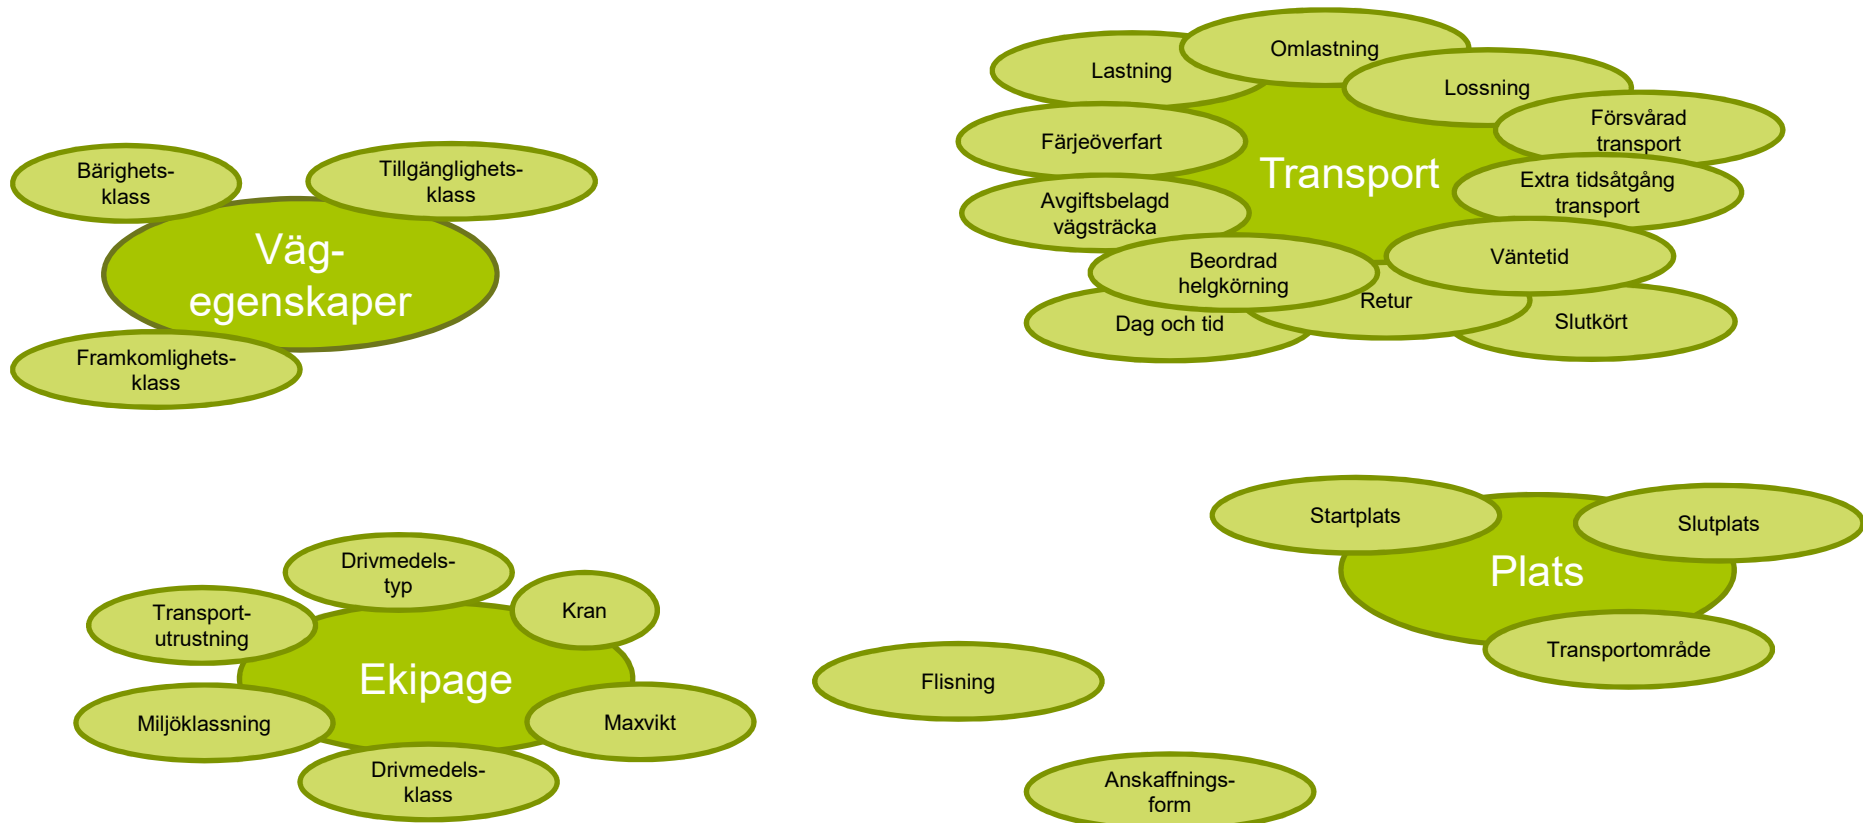 Omlastning
Lastning
Lossning
Försvårad
transport
Färjeöverfart
Transport
Extra tidsåtgång
transport
Avgiftsbelagd
vägsträcka
Väntetid
Beordrad
helgkörning
Retur
Dag och tid
Slutkört
Bärighets-
klass
Tillgänglighets-
klass
Väg-
egenskaper
Framkomlighets-
klass
Startplats
Slutplats
Plats
Transportområde
Drivmedels-
typ
Kran
Transport-
utrustning
Ekipage
Miljöklassning
Maxvikt
Drivmedels-
klass
Flisning
Anskaffnings-
form